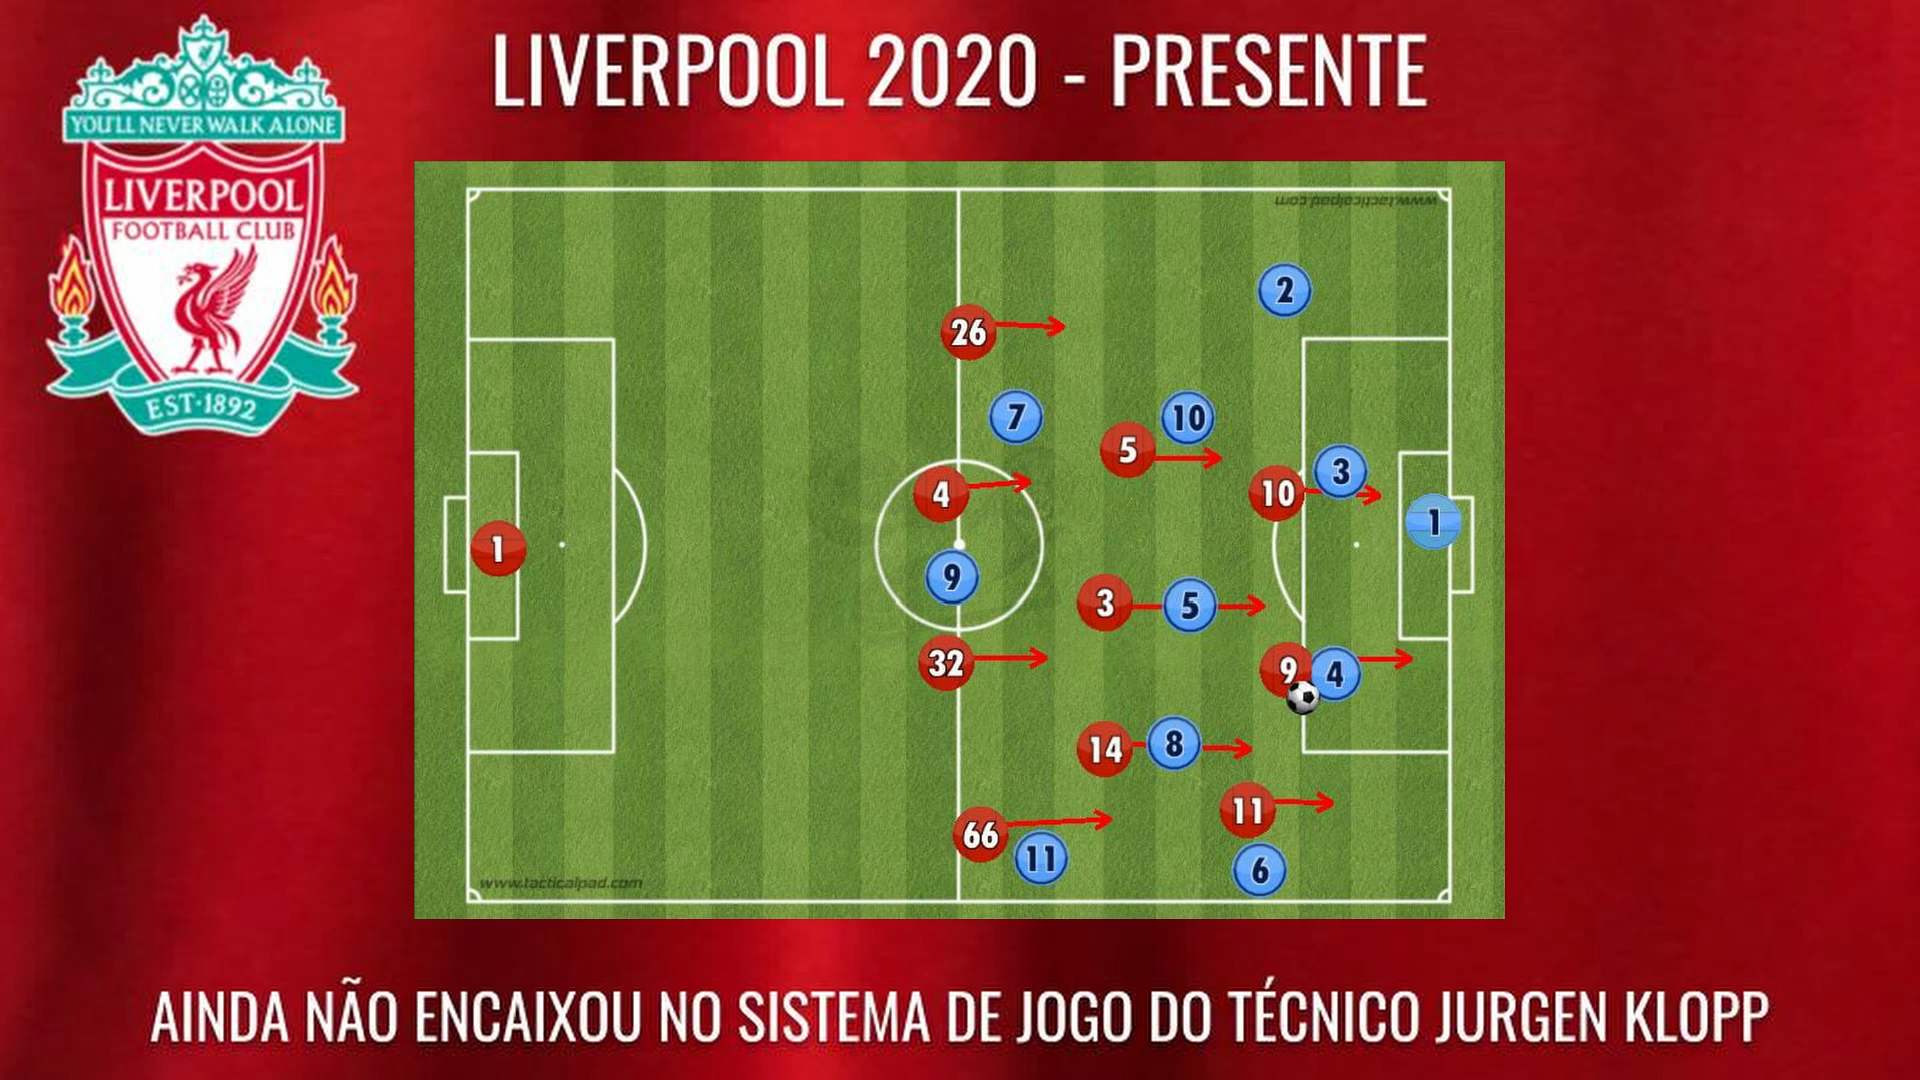 LIVERPOOL 2020 - PRESENTE
YOU'LL NEVER WALK ALONE
LIVERPOOL
FOOTBALL CLUB
EST·1892
www.tacticalpad.com
2
26
7
10
5
3
4
10
1
1
9
3
5
32
9
4
14
8
11
66
11
6
www.tacticalpad.com
AINDA NÃO ENCAIXOU NO SISTEMA DE JOGO DO TÉCNICO JURGEN KLOPP